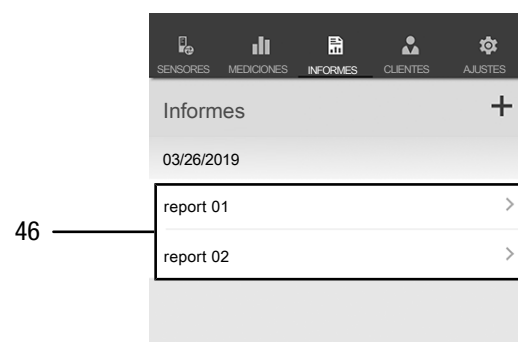 SENSORES MEDICIONES INFORMES CLIENTES AJUSTES
Informes +
03/26/2019
report 01 >
46
report 02 >